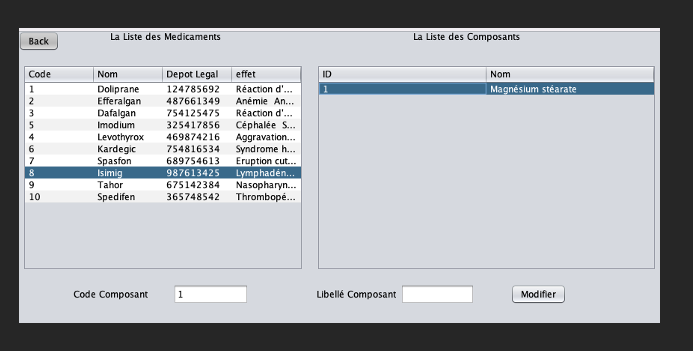 Back
La Liste des Medicaments
La Liste des Composants
Code Nom Depot Legal effet
1 Doliprane 124785692 Réaction d'...
2 Efferalgan 487661349 Anémie An...
3 Dafalgan 754125475 Réaction d'...
5 Imodium 325417856 Céphalée S...
4 Levothyrox 469874216 Aggravation...
6 Kardegic 754816534 Syndrome h...
7 Spasfon 689754613 Eruption cut...
8 Isimig 987613425 Lymphadén...
9 Tahor 675142384 Nasopharyn...
10 Spedifen 365748542 Thrombopé...
ID Nom
1 Magnésium stéarate
Code Composant 1 Libellé Composant Modifier